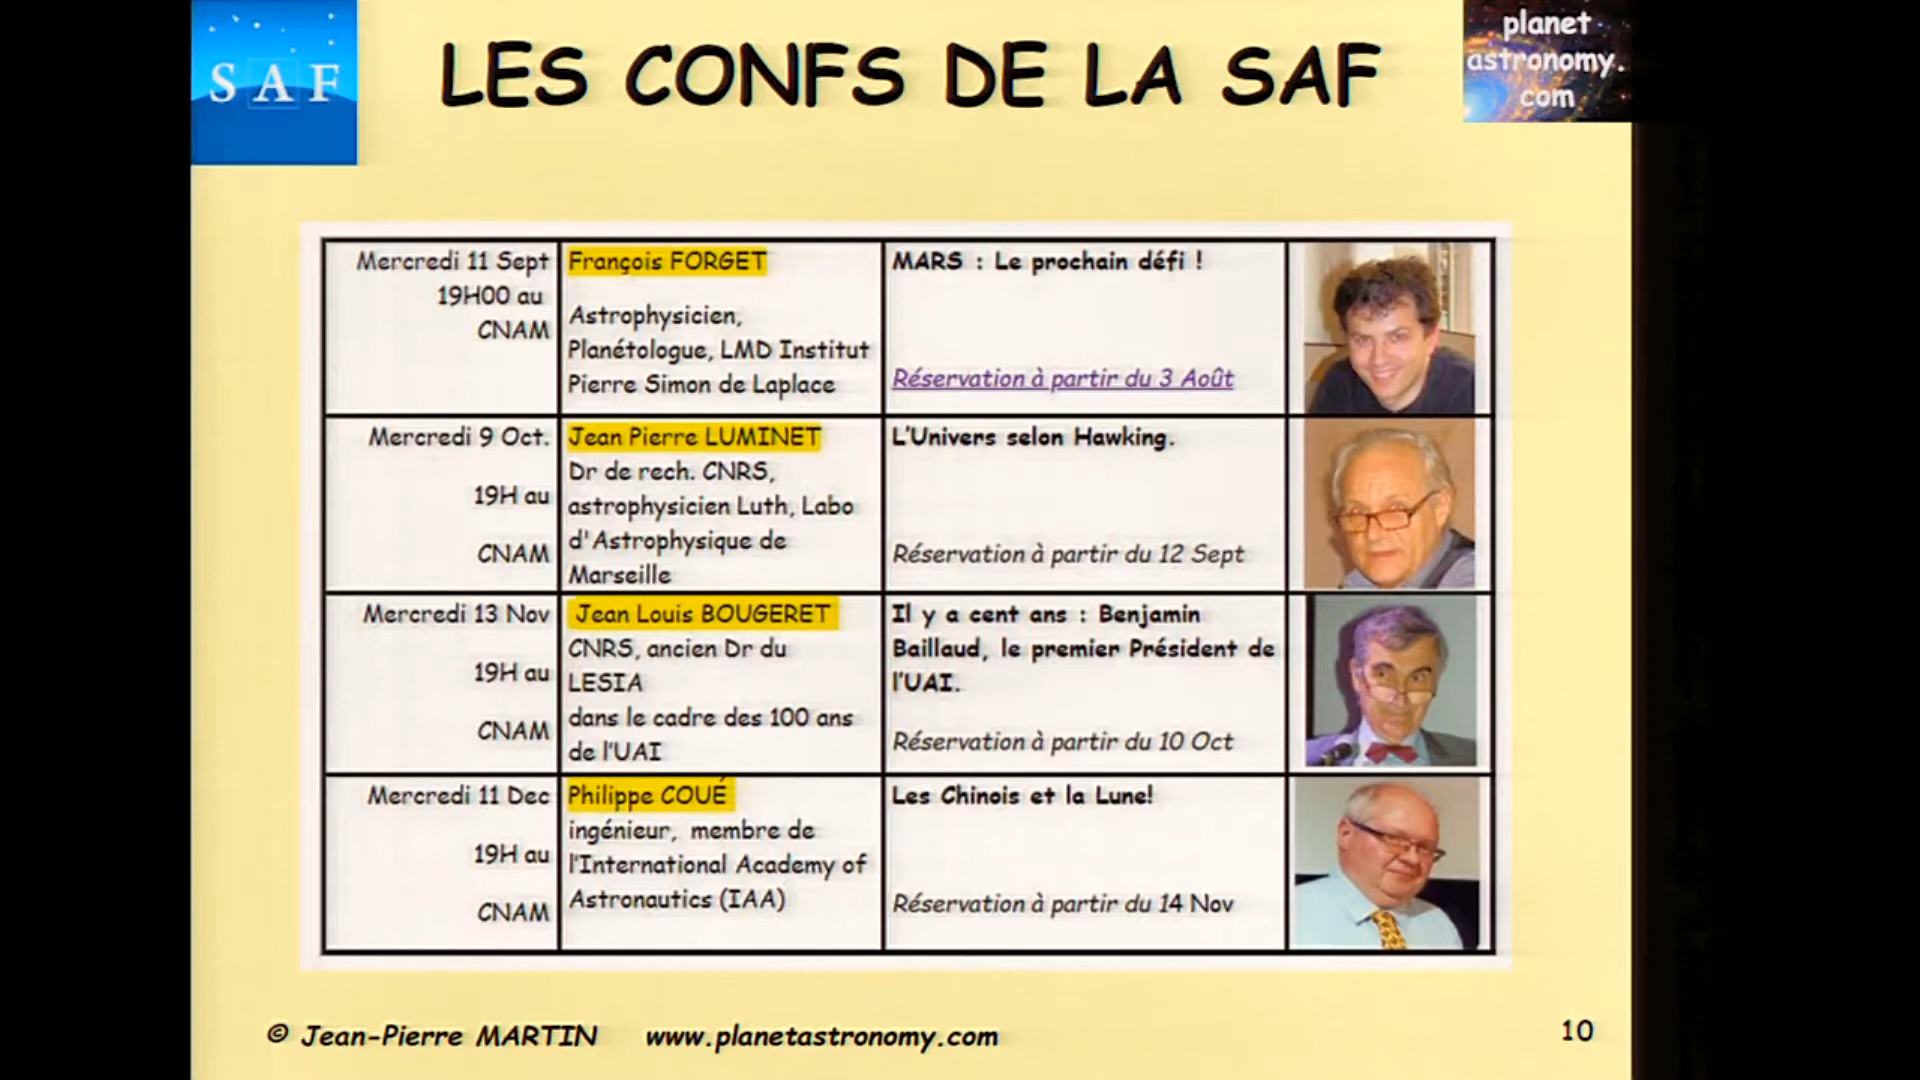 SAF
LES CONFS DE LA SAF
planet
astronomy.
com
Mercredi 11 Sept
19H00 au
CNAM
François FORGET
Astrophysicien,
Planétologue, LMD Institut
Pierre Simon de Laplace
MARS : Le prochain défi !
Réservation à partir du 3 Août
Mercredi 9 Oct.
19H au
CNAM
Jean Pierre LUMINET
Dr de rech. CNRS,
astrophysicien Luth, Labo
d'Astrophysique de
Marseille
L'Univers selon Hawking.
Réservation à partir du 12 Sept
Mercredi 13 Nov
19H au
CNAM
Jean Louis BOUGERET
CNRS, ancien Dr du
LESIA
dans le cadre des 100 ans
de l'UAI
Il y a cent ans : Benjamin
Baillaud, le premier Président de
l'UAI.
Réservation à partir du 10 Oct
Mercredi 11 Dec
19H au
CNAM
Philippe COUÉ
ingénieur, membre de
l'International Academy of
Astronautics (IAA)
Les Chinois et la Lune!
Réservation à partir du 14 Nov
© Jean-Pierre MARTIN www.planetastronomy.com
10